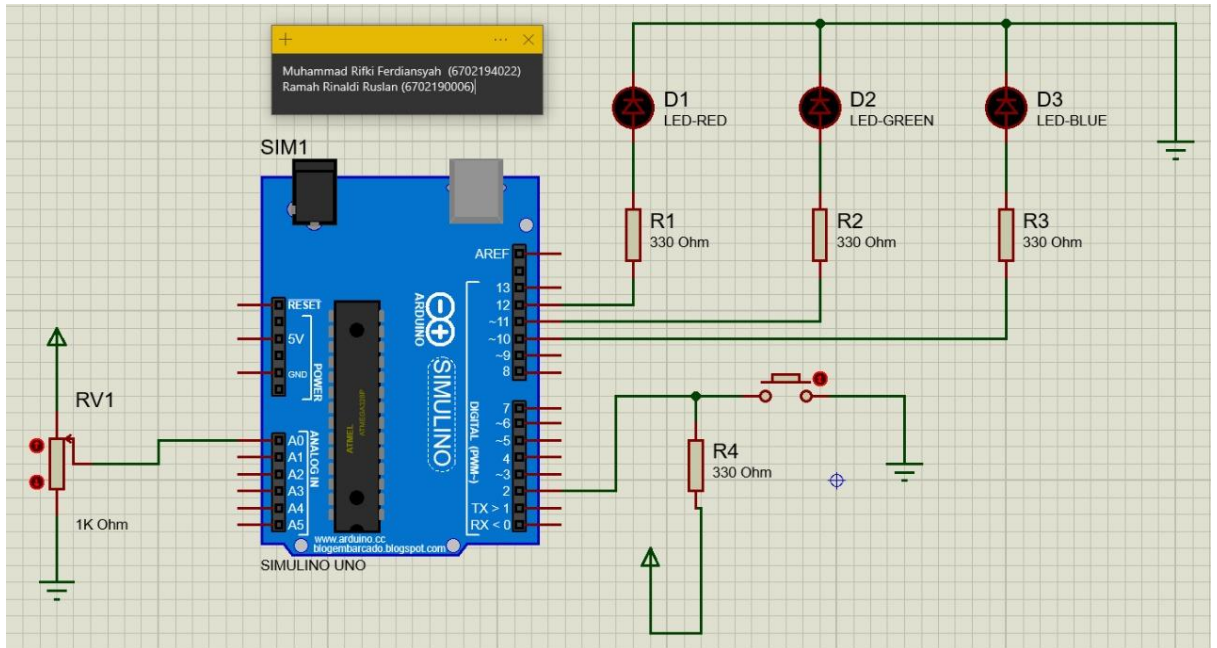 Muhammad Rifki Ferdiansyah (6702194022)
Ramah Rinaldi Ruslan (6702190006)
D1
LED-RED
D2
LED-GREEN
D3
LED-BLUE
R1
330 Ohm
R2
330 Ohm
R3
330 Ohm
SIM1
AREF
13
12
~11
~10
~9
8
RESET
5V
GND
POWER
ARDUINO
SIMULINO
ATMEL
ATMEGA328P
7
~6
~5
4
~3
2
TX > 1
RX < 0
DIGITAL (PWM~)
A0
A1
A2
A3
A4
A5
ANALOG IN
www.arduino.cc
blogembarcado.blogspot.com
SIMULINO UNO
RV1
1K Ohm
R4
330 Ohm